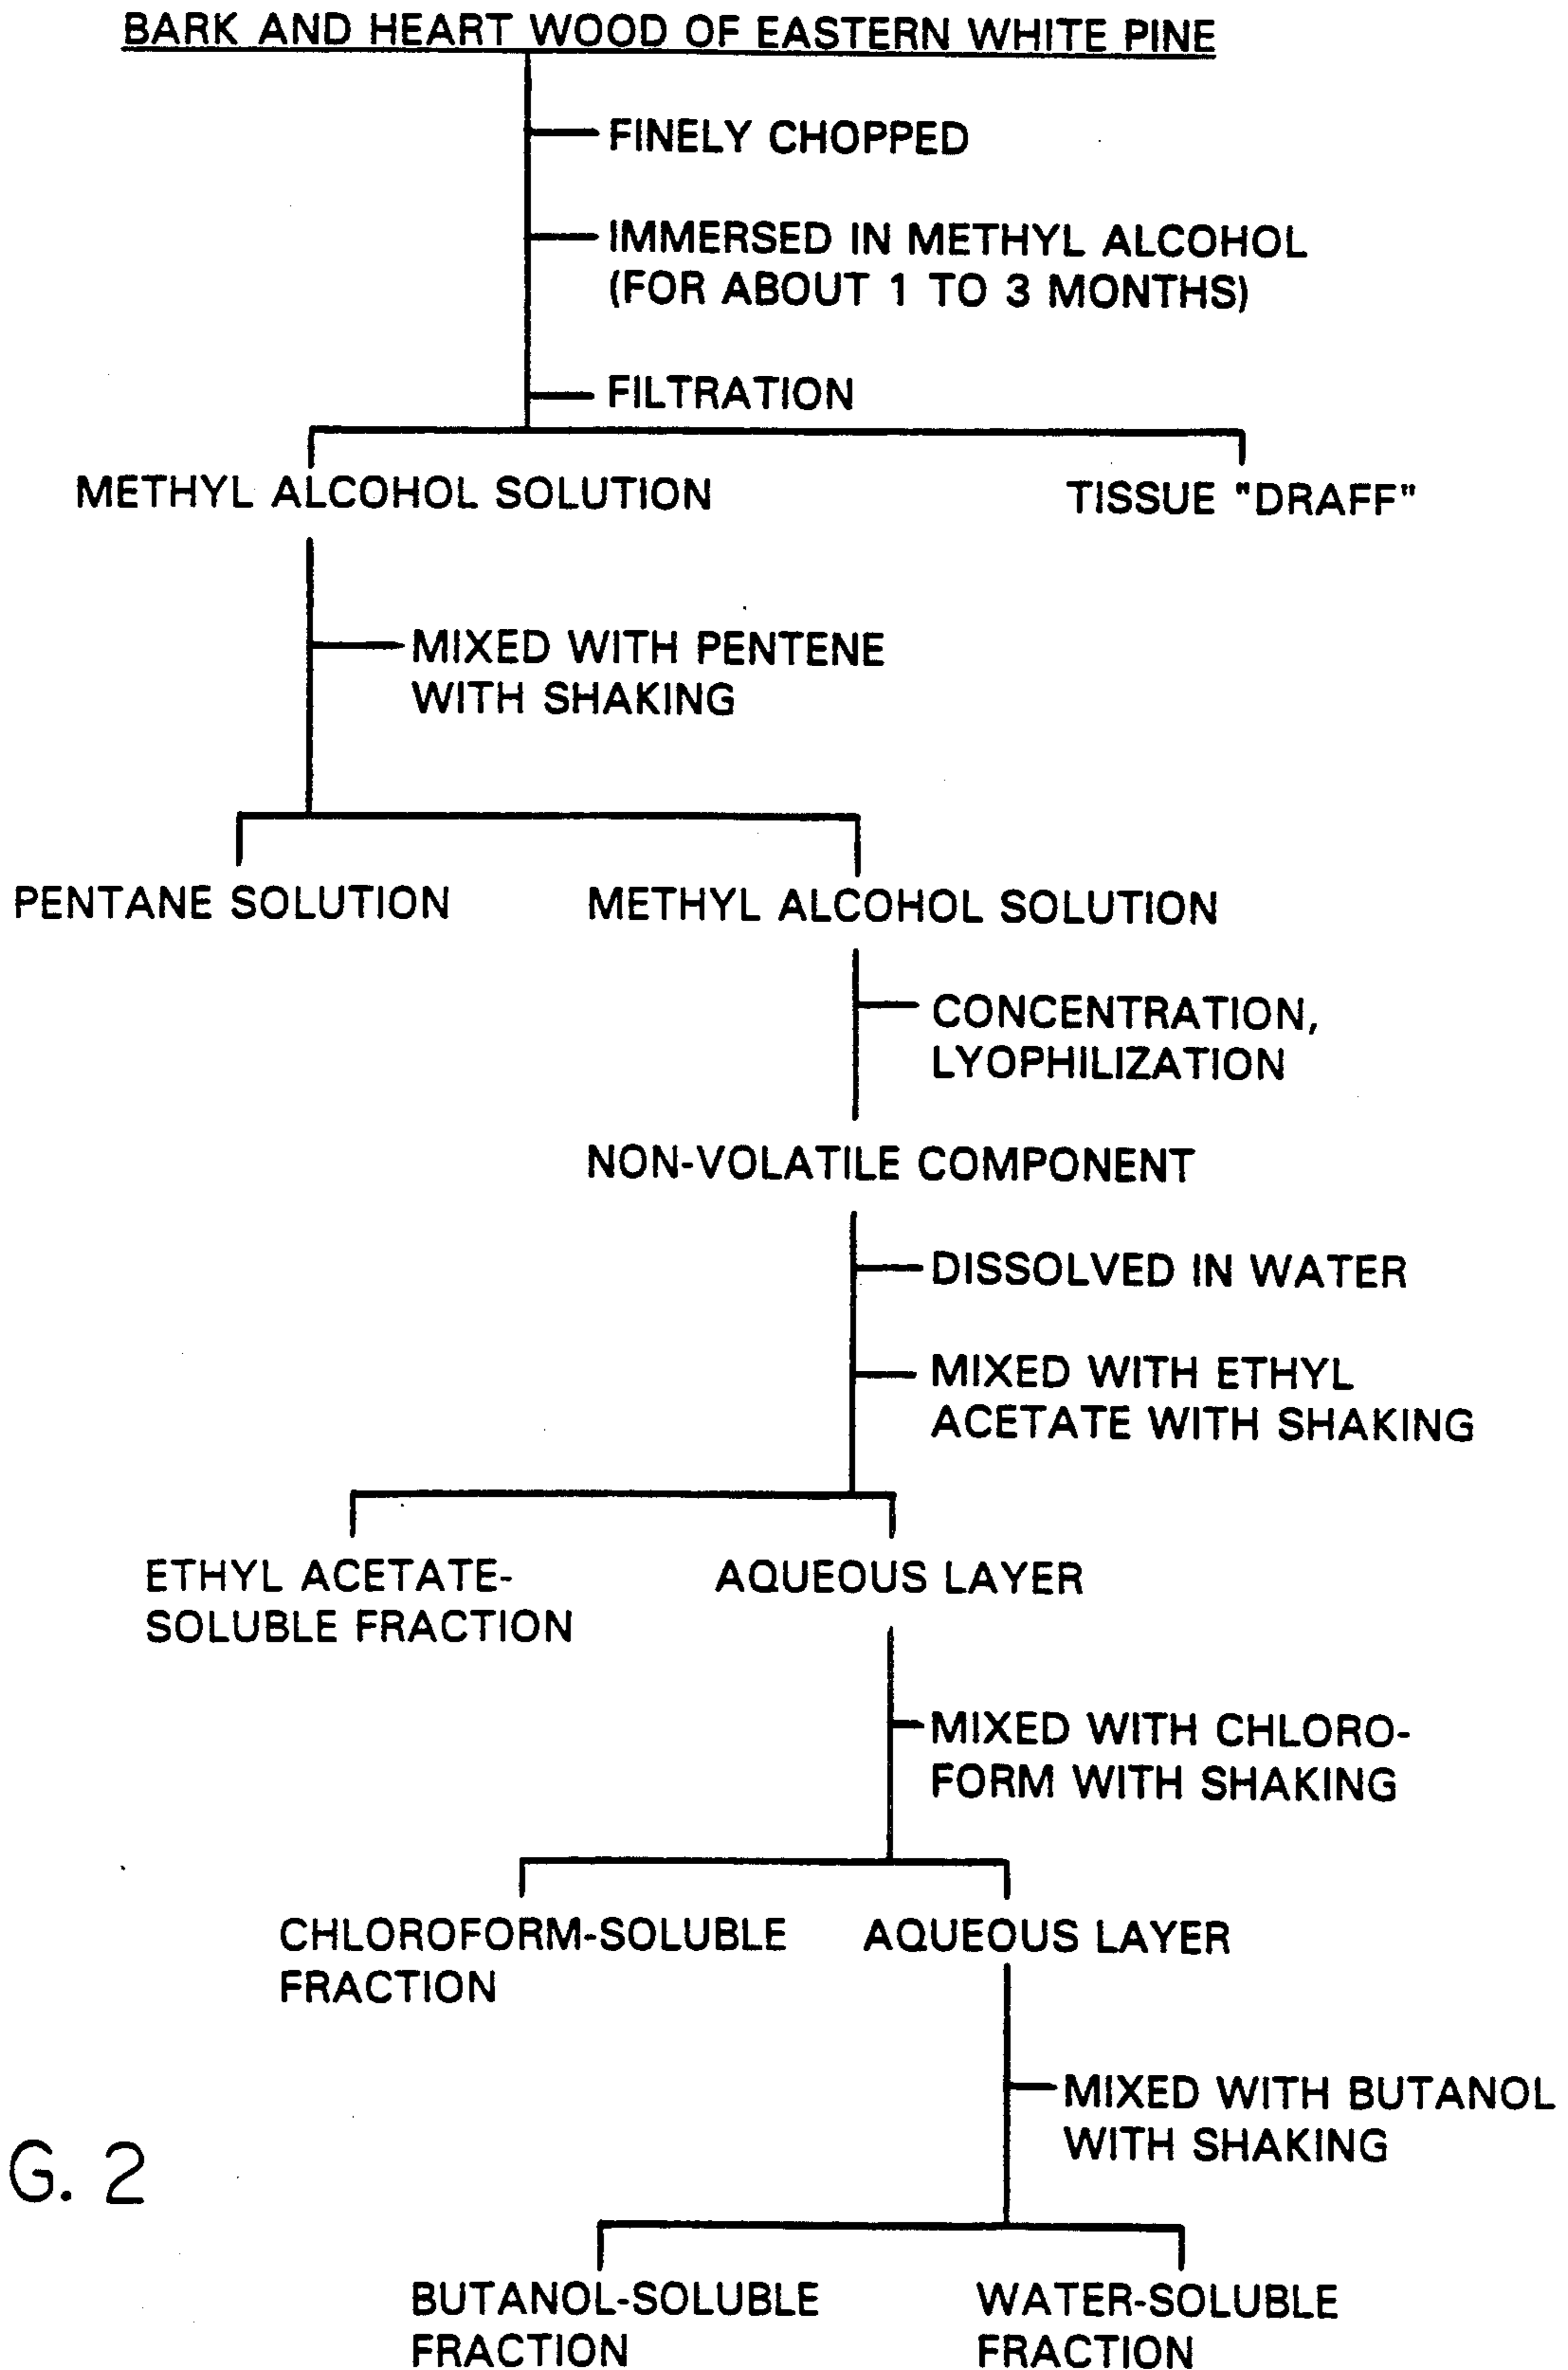 BARK AND HEART WOOD OF EASTERN WHITE PINE
FINELY CHOPPED
IMMERSED IN METHYL ALCOHOL
(FOR ABOUT 1 TO 3 MONTHS)
FILTRATION
METHYL ALCOHOL SOLUTION
TISSUE "DRAFF"
MIXED WITH PENTENE
WITH SHAKING
PENTANE SOLUTION
METHYL ALCOHOL SOLUTION
CONCENTRATION,
LYOPHILIZATION
NON-VOLATILE COMPONENT
DISSOLVED IN WATER
MIXED WITH ETHYL
ACETATE WITH SHAKING
ETHYL ACETATE-
SOLUBLE FRACTION
AQUEOUS LAYER
MIXED WITH CHLORO-
FORM WITH SHAKING
CHLOROFORM-SOLUBLE
FRACTION
AQUEOUS LAYER
MIXED WITH BUTANOL
WITH SHAKING
G. 2
BUTANOL-SOLUBLE
FRACTION
WATER-SOLUBLE
FRACTION